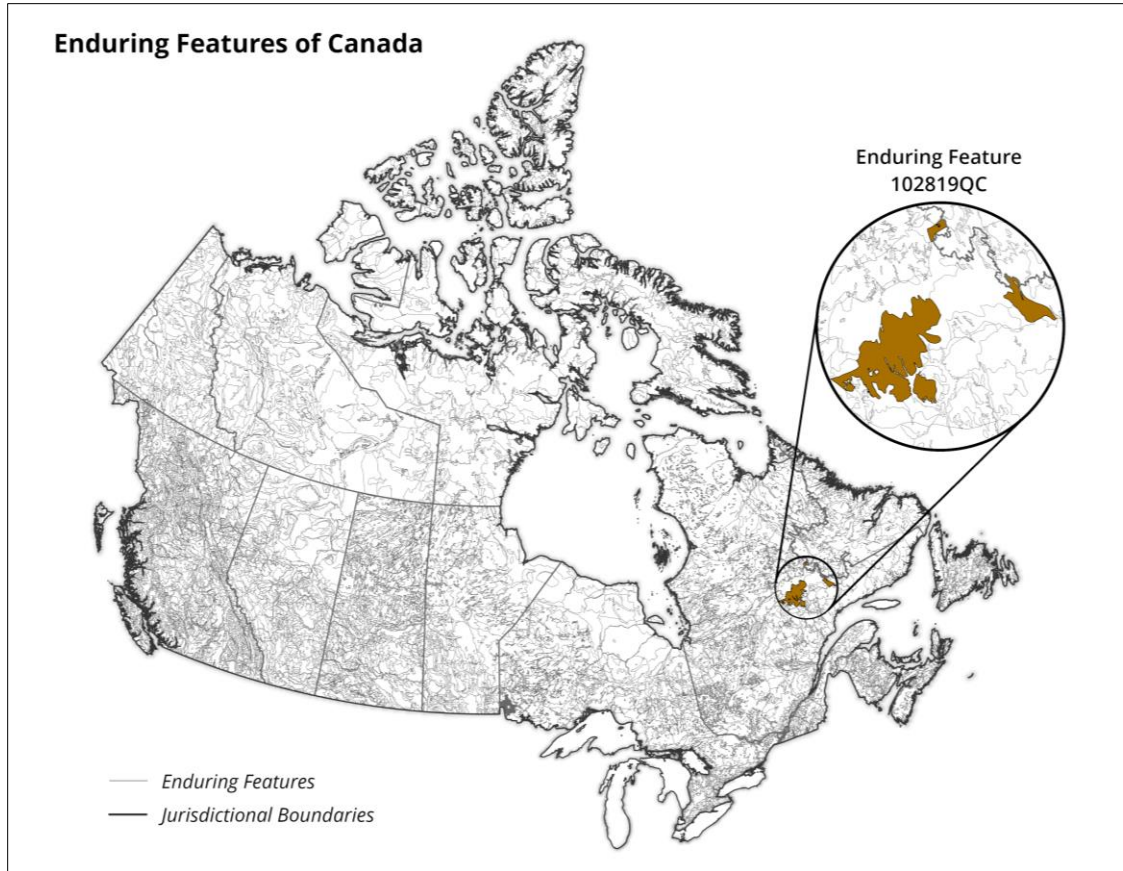 Enduring Features of Canada
Enduring Feature
102819QC
Enduring Features
Jurisdictional Boundaries